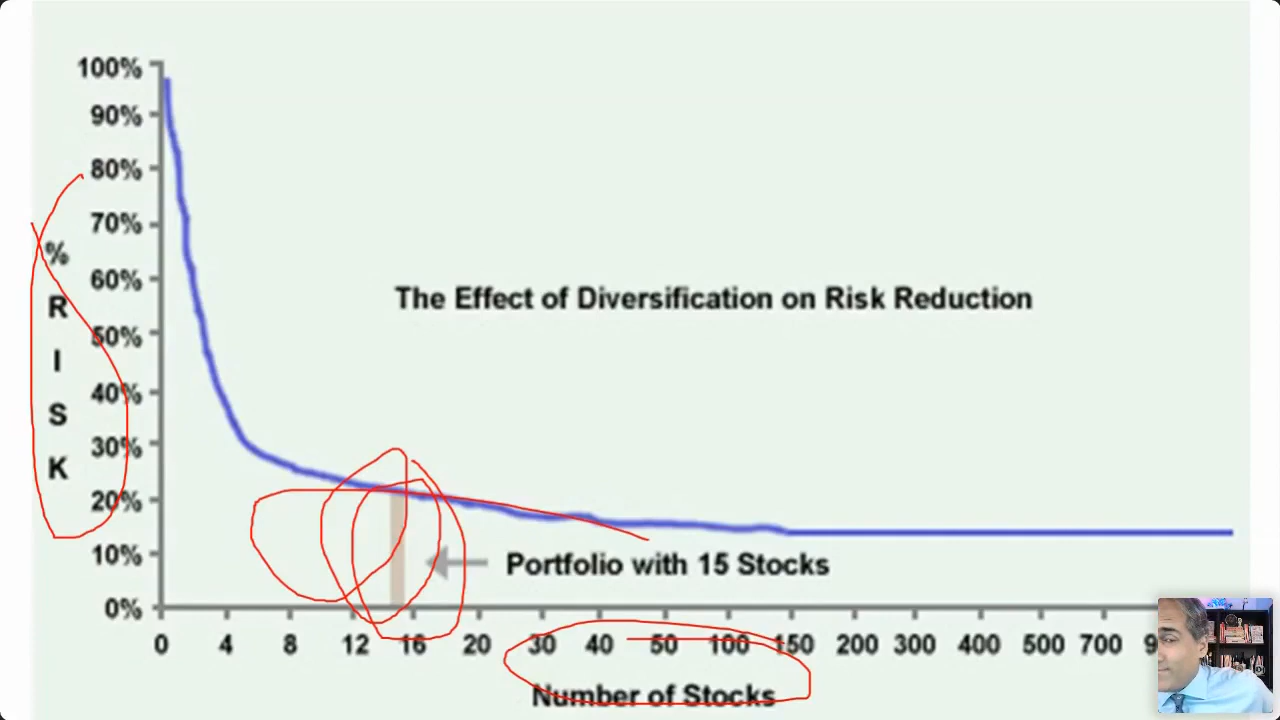 100%
90%
80%
70%
60%
50%
40%
30%
20%
10%
0%
% RISK
The Effect of Diversification on Risk Reduction
Portfolio with 15 Stocks
0 4 8 12 16 20 30 40 50 100 150 200 300 400 500 700
Number of Stocks